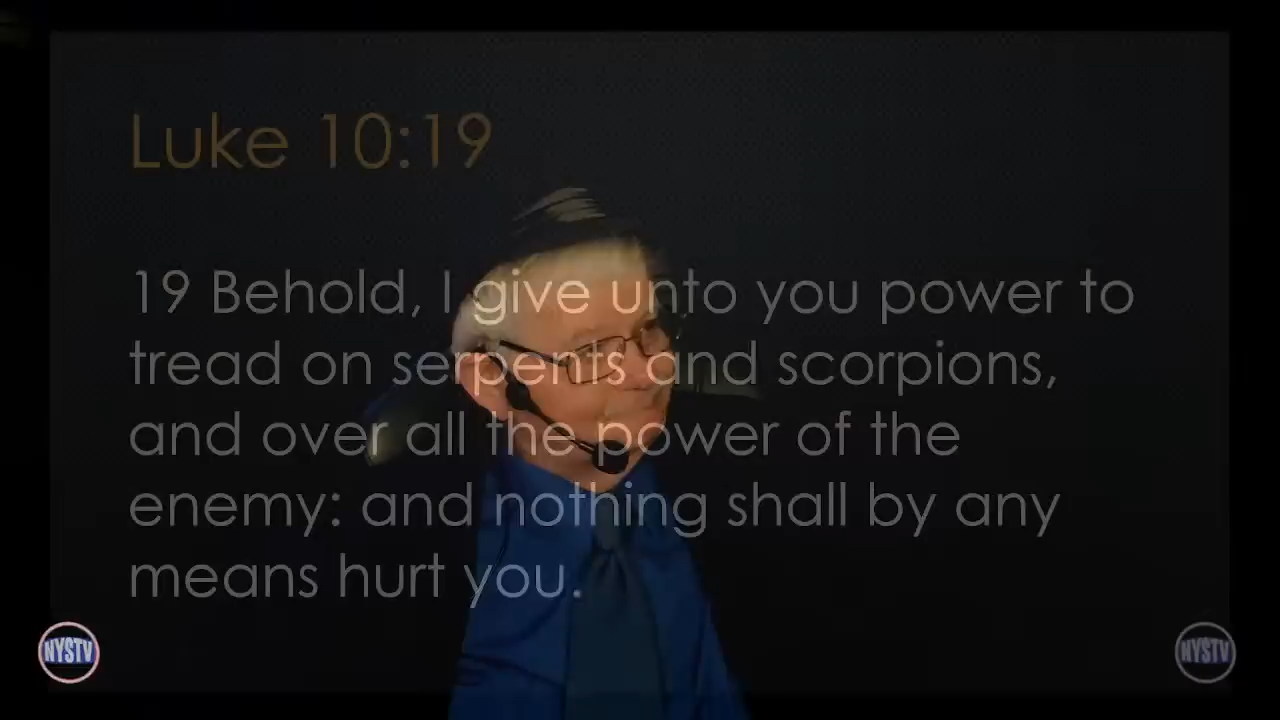 Luke 10:19
19 Behold, I give unto you power to
tread on serpents and scorpions,
and over all the power of the
enemy: and nothing shall by any
means hurt you.
NYSTV
NYSTV